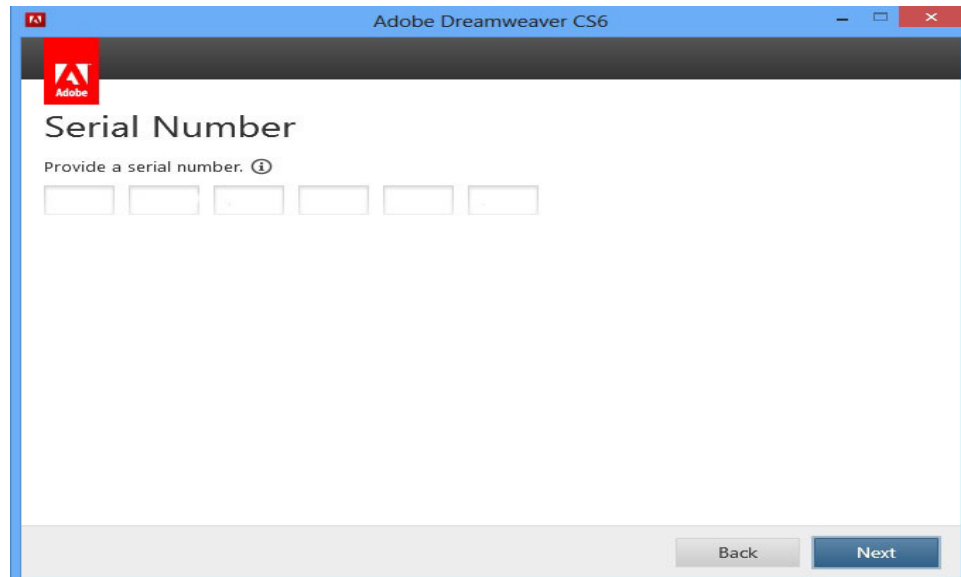 Adobe Dreamweaver CS6
Adobe
Serial Number
Provide a serial number.
Back Next